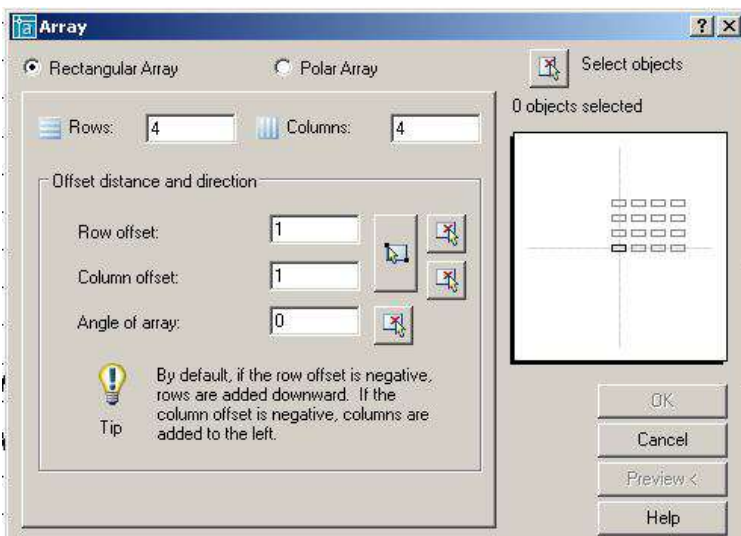 Array
Rectangular Array
Polar Array
Select objects
0 objects selected
Rows:
4
Columns:
4
Offset distance and direction
Row offset:
1
Column offset:
1
Angle of array:
0
By default, if the row offset is negative,
rows are added downward. If the
column offset is negative, columns are
added to the left.
Tip
OK
Cancel
Preview <
Help